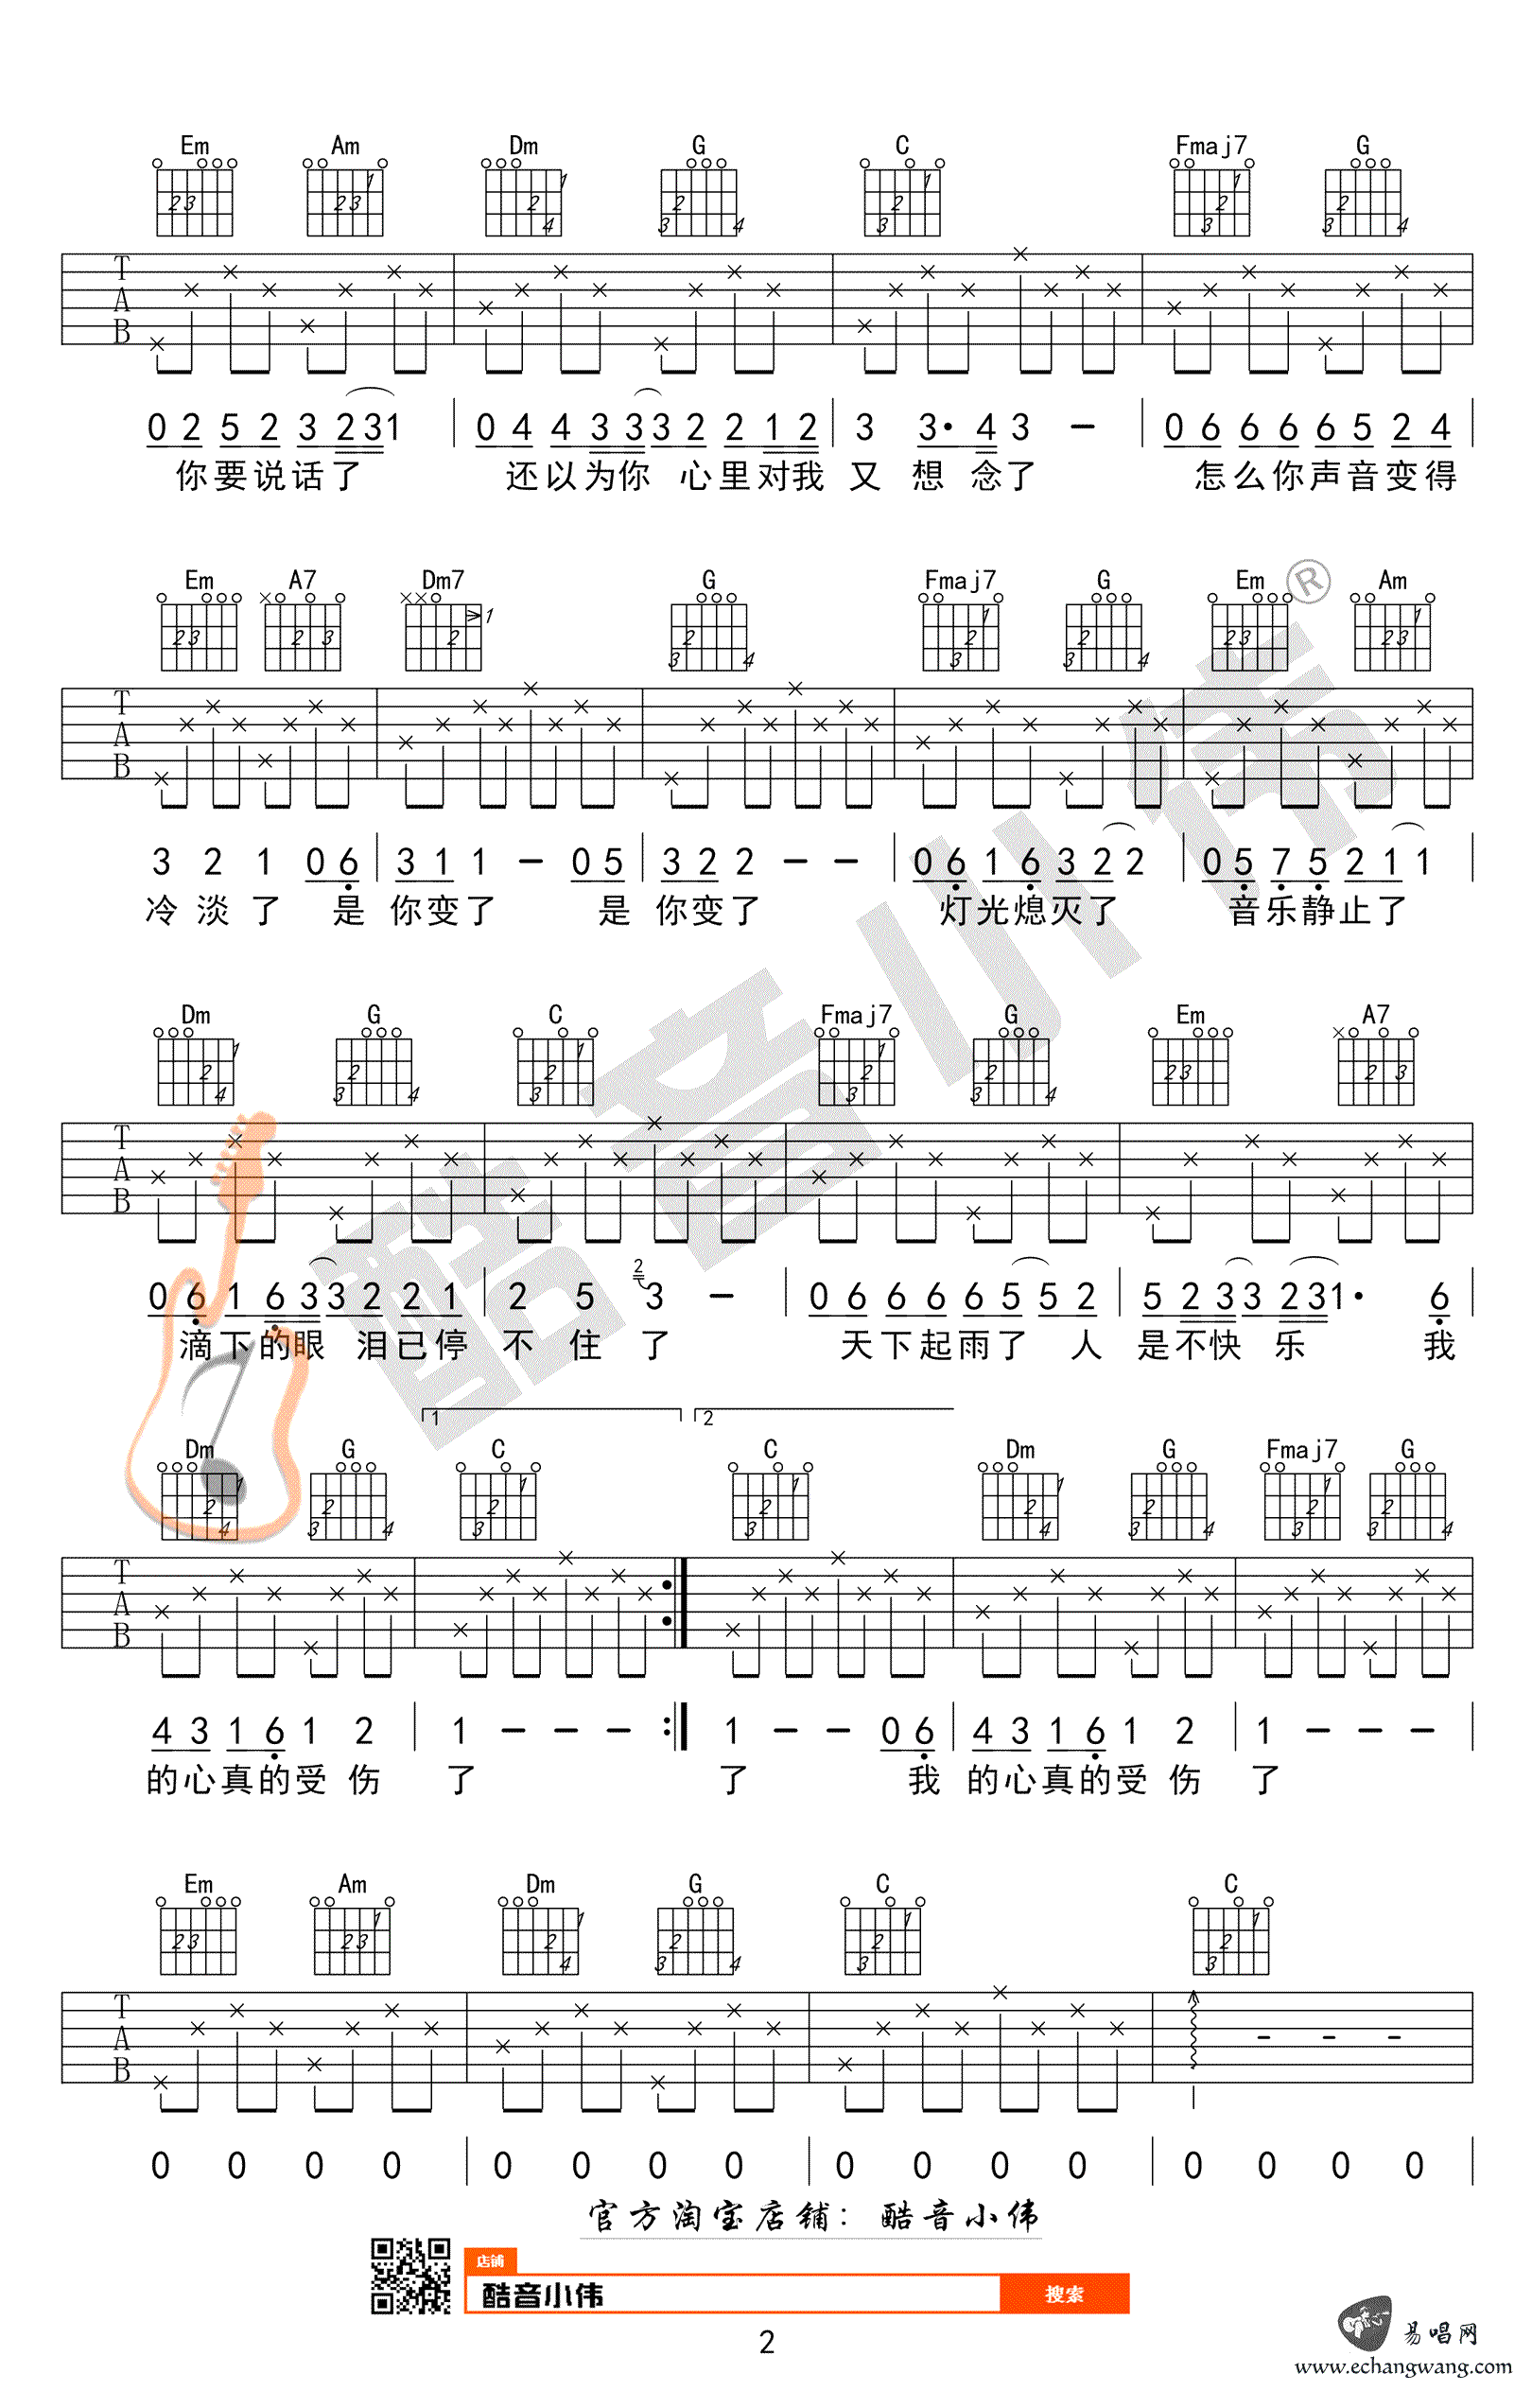 Em Am Dm G C Fmaj7 G
T A B
0 2 5 2 3 2 3 1 | 0 4 4 3 3 3 2 2 1 2 | 3 3· 4 3 - | 0 6 6 6 6 5 2 4 |
你要说话了 还以为你 心里对我 又 想 念了 怎么你声音变得
Em A7 Dm7 G Fmaj7 G Em Am
T A B
3 2 1 0 6 | 3 1 1 - 0 5 | 3 2 2 - - | 0 6 1 6 3 2 2 | 0 5 7 5 2 1 1 |
冷 淡 了 是 你变了 是 你变了 灯光熄灭了 音乐静止了
Dm G C Fmaj7 G Em A7
T A B
0 6 1 6 3 3 2 2 1 | 2 5 2 3 - | 0 6 6 6 6 5 5 2 | 5 2 3 3 2 3 1· 6 |
滴下的眼 泪已停 不 住 了 天下起雨了 人 是不快 乐 我
1 2
Dm G C C Dm G Fmaj7 G
T A B
4 3 1 6 1 2 | 1 - - - :| 1 - - 0 6 | 4 3 1 6 1 2 | 1 - - - |
的心真的受 伤 了 了 我 的心真的受 伤 了
Em Am Dm G C C
T A B
0 0 0 0 | 0 0 0 0 | 0 0 0 0 | 0 0 0 0 |
官方淘宝店铺：酷音小伟
店铺
酷音小伟 搜索
2
易唱网
www.echangwang.com
酷音小伟®